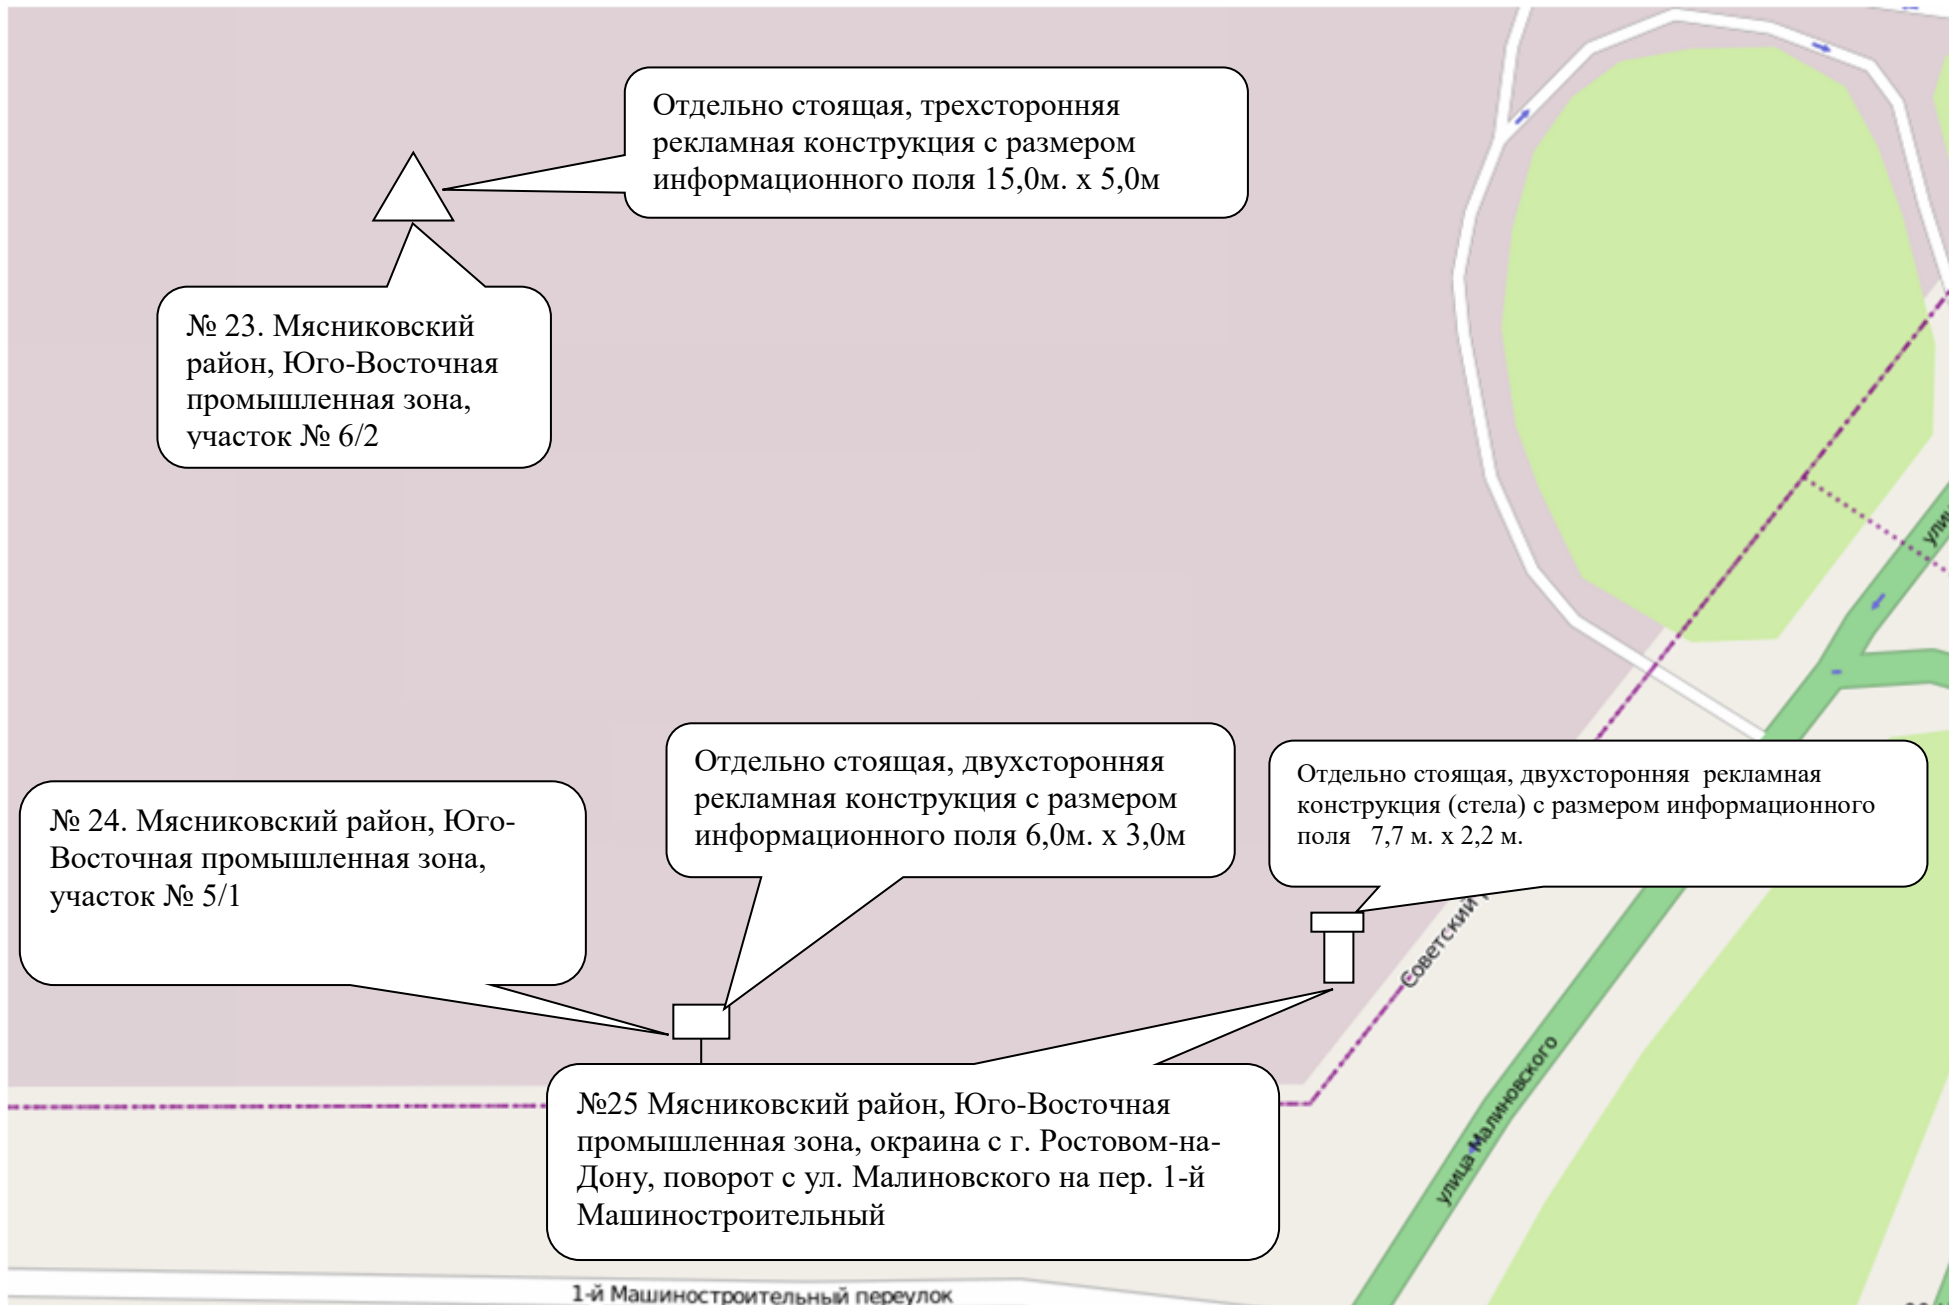 Отдельно стоящая, трехсторонняя
рекламная конструкция с размером
информационного поля 15,0м. х 5,0м
№ 23. Мясниковский
район, Юго-Восточная
промышленная зона,
участок № 6/2
Отдельно стоящая, двухсторонняя
рекламная конструкция с размером
информационного поля 6,0м. х 3,0м
Отдельно стоящая, двухсторонняя рекламная
конструкция (стела) с размером информационного
поля 7,7 м. х 2,2 м.
№ 24. Мясниковский район, Юго-
Восточная промышленная зона,
участок № 5/1
Советский
№25 Мясниковский район, Юго-Восточная
промышленная зона, окраина с г. Ростовом-на-
Дону, поворот с ул. Малиновского на пер. 1-й
Машиностроительный
улица Малиновского
1-й Машиностроительный переулок